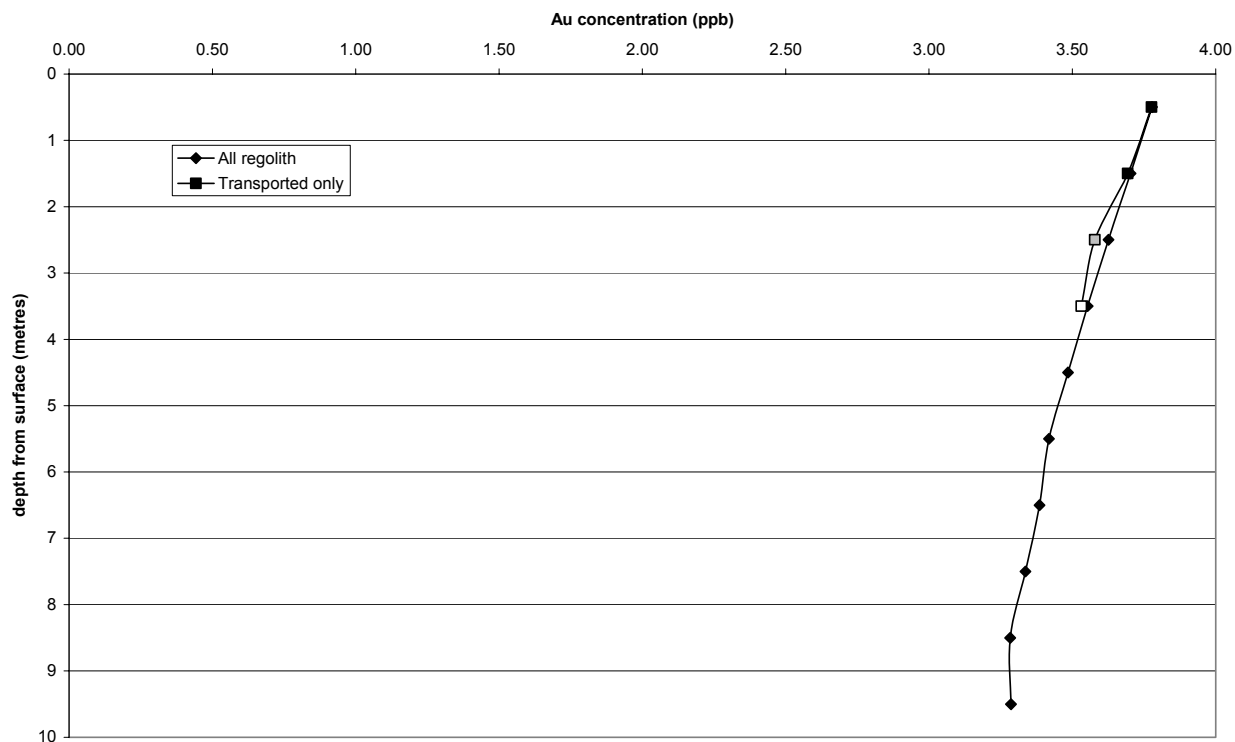 Au concentration (ppb)
0.00 0.50 1.00 1.50 2.00 2.50 3.00 3.50 4.00
0
1
2
3
4
5
6
7
8
9
10
depth from surface (metres)
All regolith
Transported only